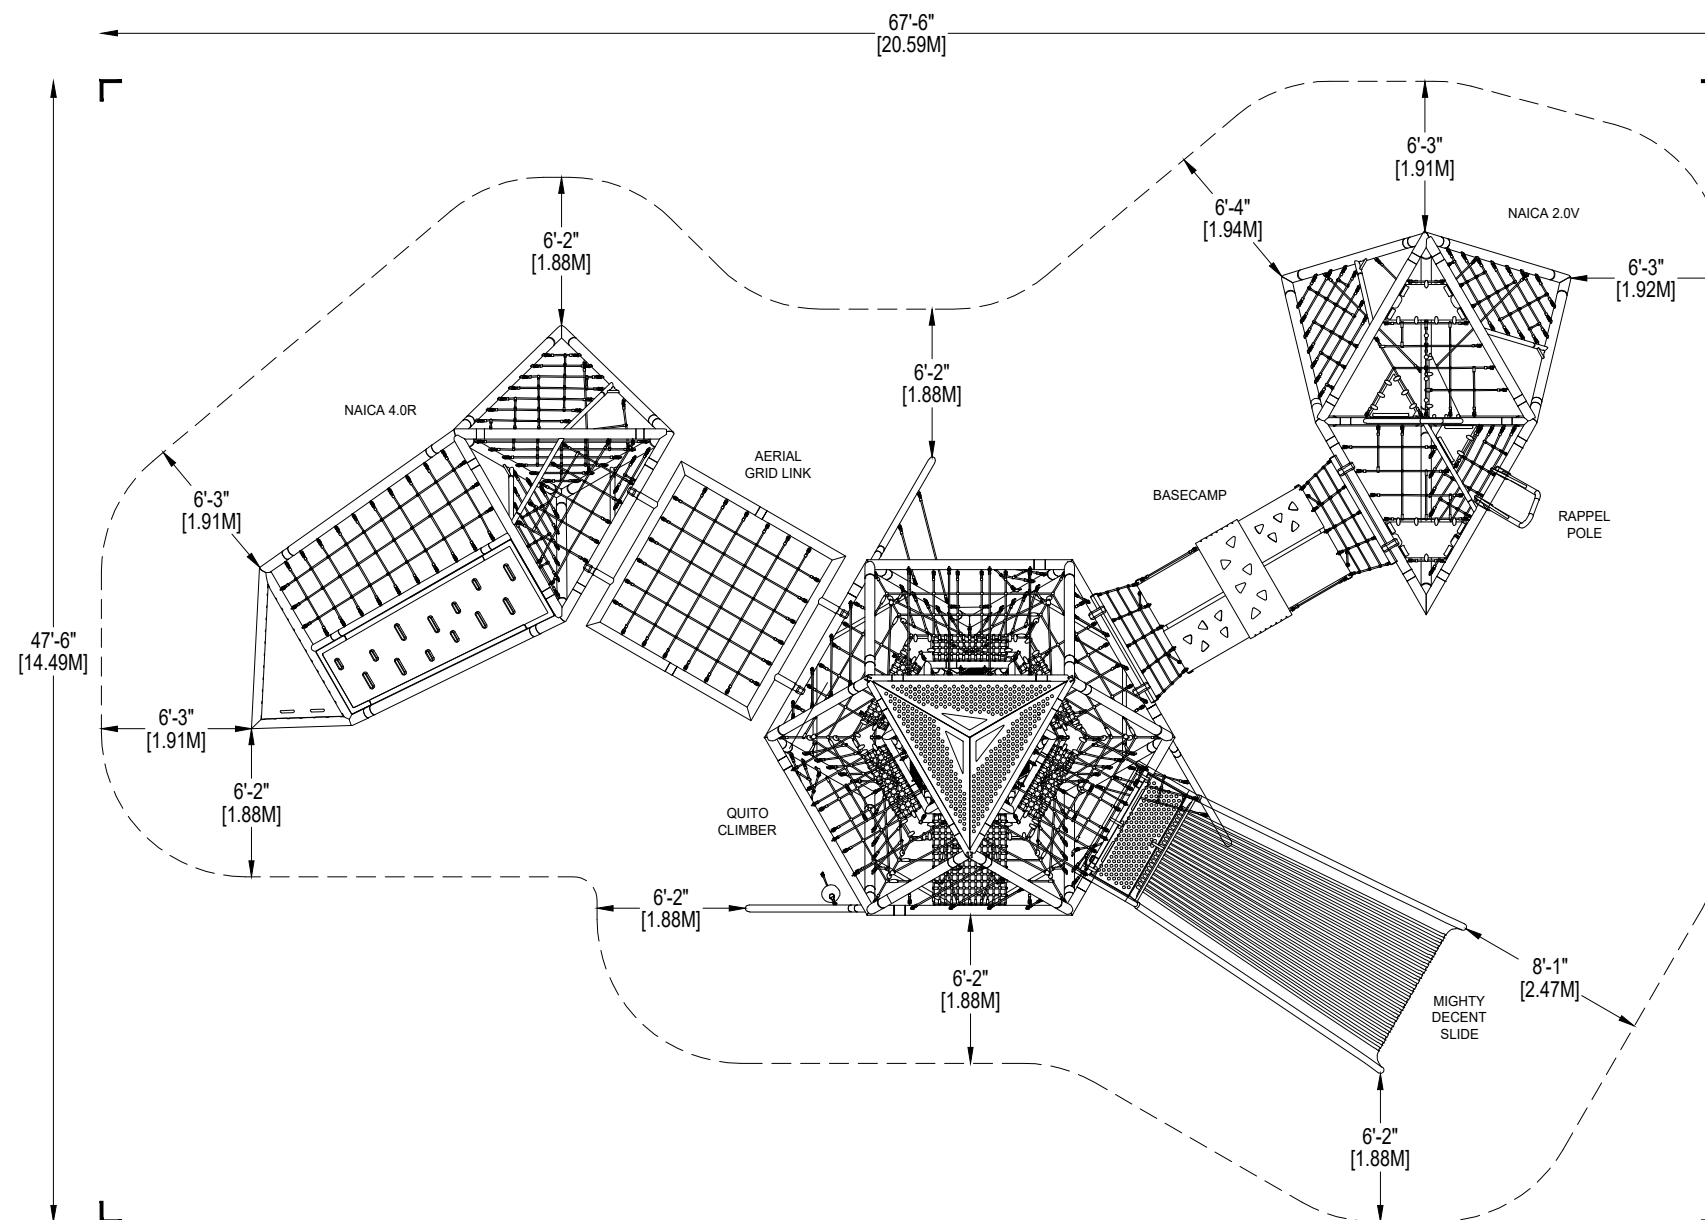 67'-6"
[20.59M]
6'-3"
[1.91M]
6'-4"
[1.94M]
NAICA 2.0V
6'-2"
[1.88M]
6'-3"
[1.92M]
6'-2"
[1.88M]
NAICA 4.0R
AERIAL
GRID LINK
BASECAMP
6'-3"
[1.91M]
RAPPEL
POLE
47'-6"
[14.49M]
6'-3"
[1.91M]
6'-2"
[1.88M]
QUITO
CLIMBER
6'-2"
[1.88M]
6'-2"
[1.88M]
8'-1"
[2.47M]
MIGHTY
DECENT
SLIDE
6'-2"
[1.88M]